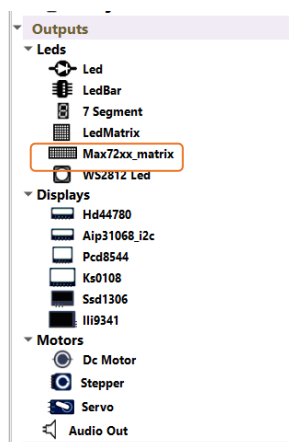 Outputs
Leds
Led
LedBar
7 Segment
LedMatrix
Max72xx_matrix
WS2812 Led
Displays
Hd44780
Aip31068_i2c
Pcd8544
Ks0108
Ssd1306
Ili9341
Motors
Dc Motor
Stepper
Servo
Audio Out